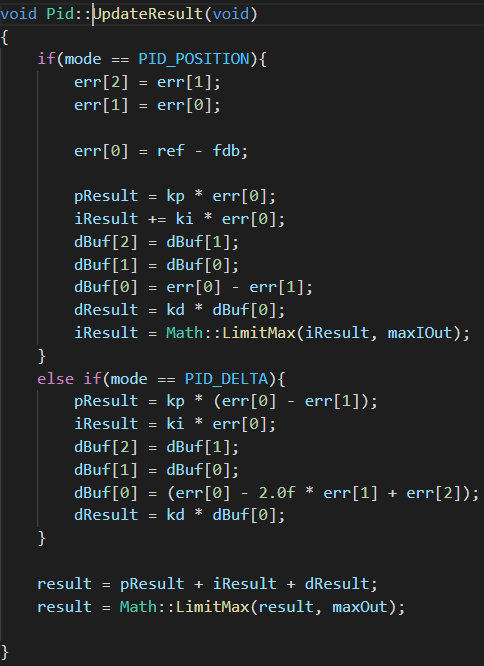 void Pid::UpdateResult(void)
{
    if(mode == PID_POSITION){
        err[2] = err[1];
        err[1] = err[0];

        err[0] = ref - fdb;

        pResult = kp * err[0];
        iResult += ki * err[0];
        dBuf[2] = dBuf[1];
        dBuf[1] = dBuf[0];
        dBuf[0] = err[0] - err[1];
        dResult = kd * dBuf[0];
        iResult = Math::LimitMax(iResult, maxIOut);
    }
    else if(mode == PID_DELTA){
        pResult = kp * (err[0] - err[1]);
        iResult = ki * err[0];
        dBuf[2] = dBuf[1];
        dBuf[1] = dBuf[0];
        dBuf[0] = (err[0] - 2.0f * err[1] + err[2]);
        dResult = kd * dBuf[0];
    }

    result = pResult + iResult + dResult;
    result = Math::LimitMax(result, maxOut);

}